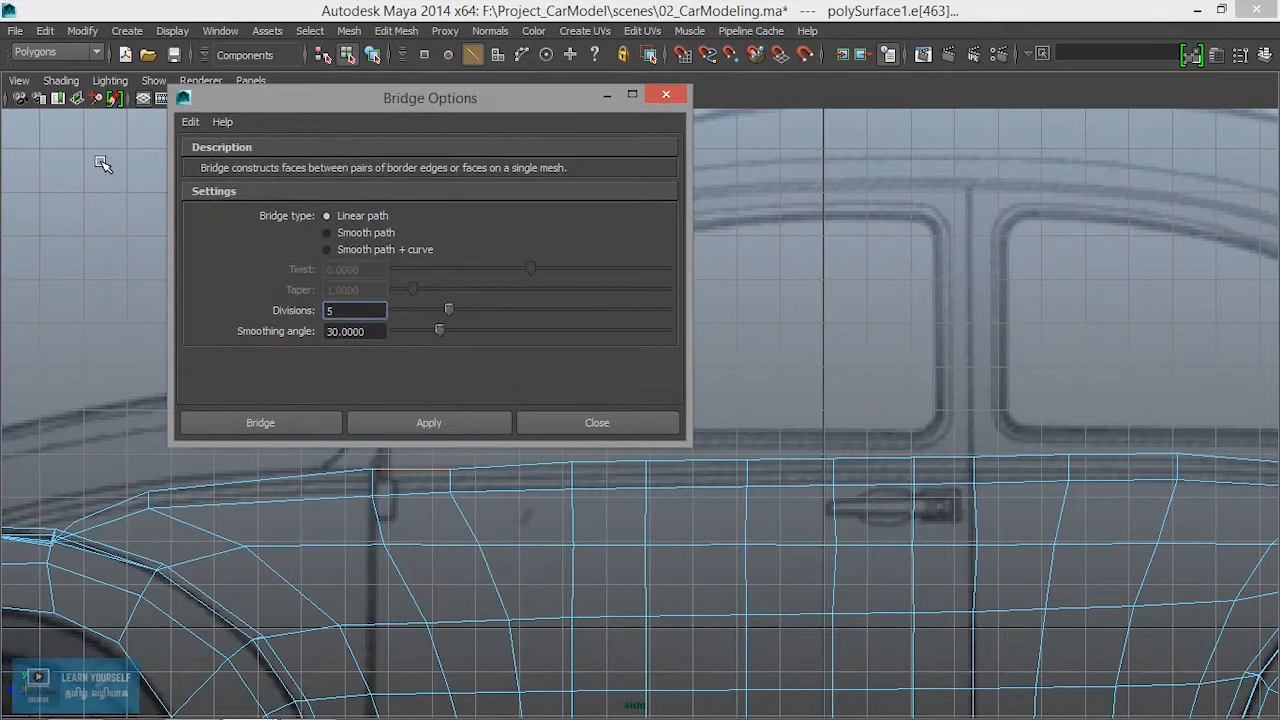 Autodesk Maya 2014 x64: F:\Project_CarModel\scenes\02_CarModeling.ma* --- polySurface1.e[463]...
File Edit Modify Create Display Window Assets Select Mesh Edit Mesh Proxy Normals Color Create UVs Edit UVs Muscle Pipeline Cache Help
Polygons Components
View Shading Lighting Show Renderer Panels
Bridge Options
Edit Help
Description
Bridge constructs faces between pairs of border edges or faces on a single mesh.
Settings
Bridge type: Linear path
Smooth path
Smooth path + curve
Twist: 0.0000
Taper: 1.0000
Divisions: 5
Smoothing angle: 30.0000
Bridge Apply Close
LEARN YOURSELF
தமிழ் வழியாக
side